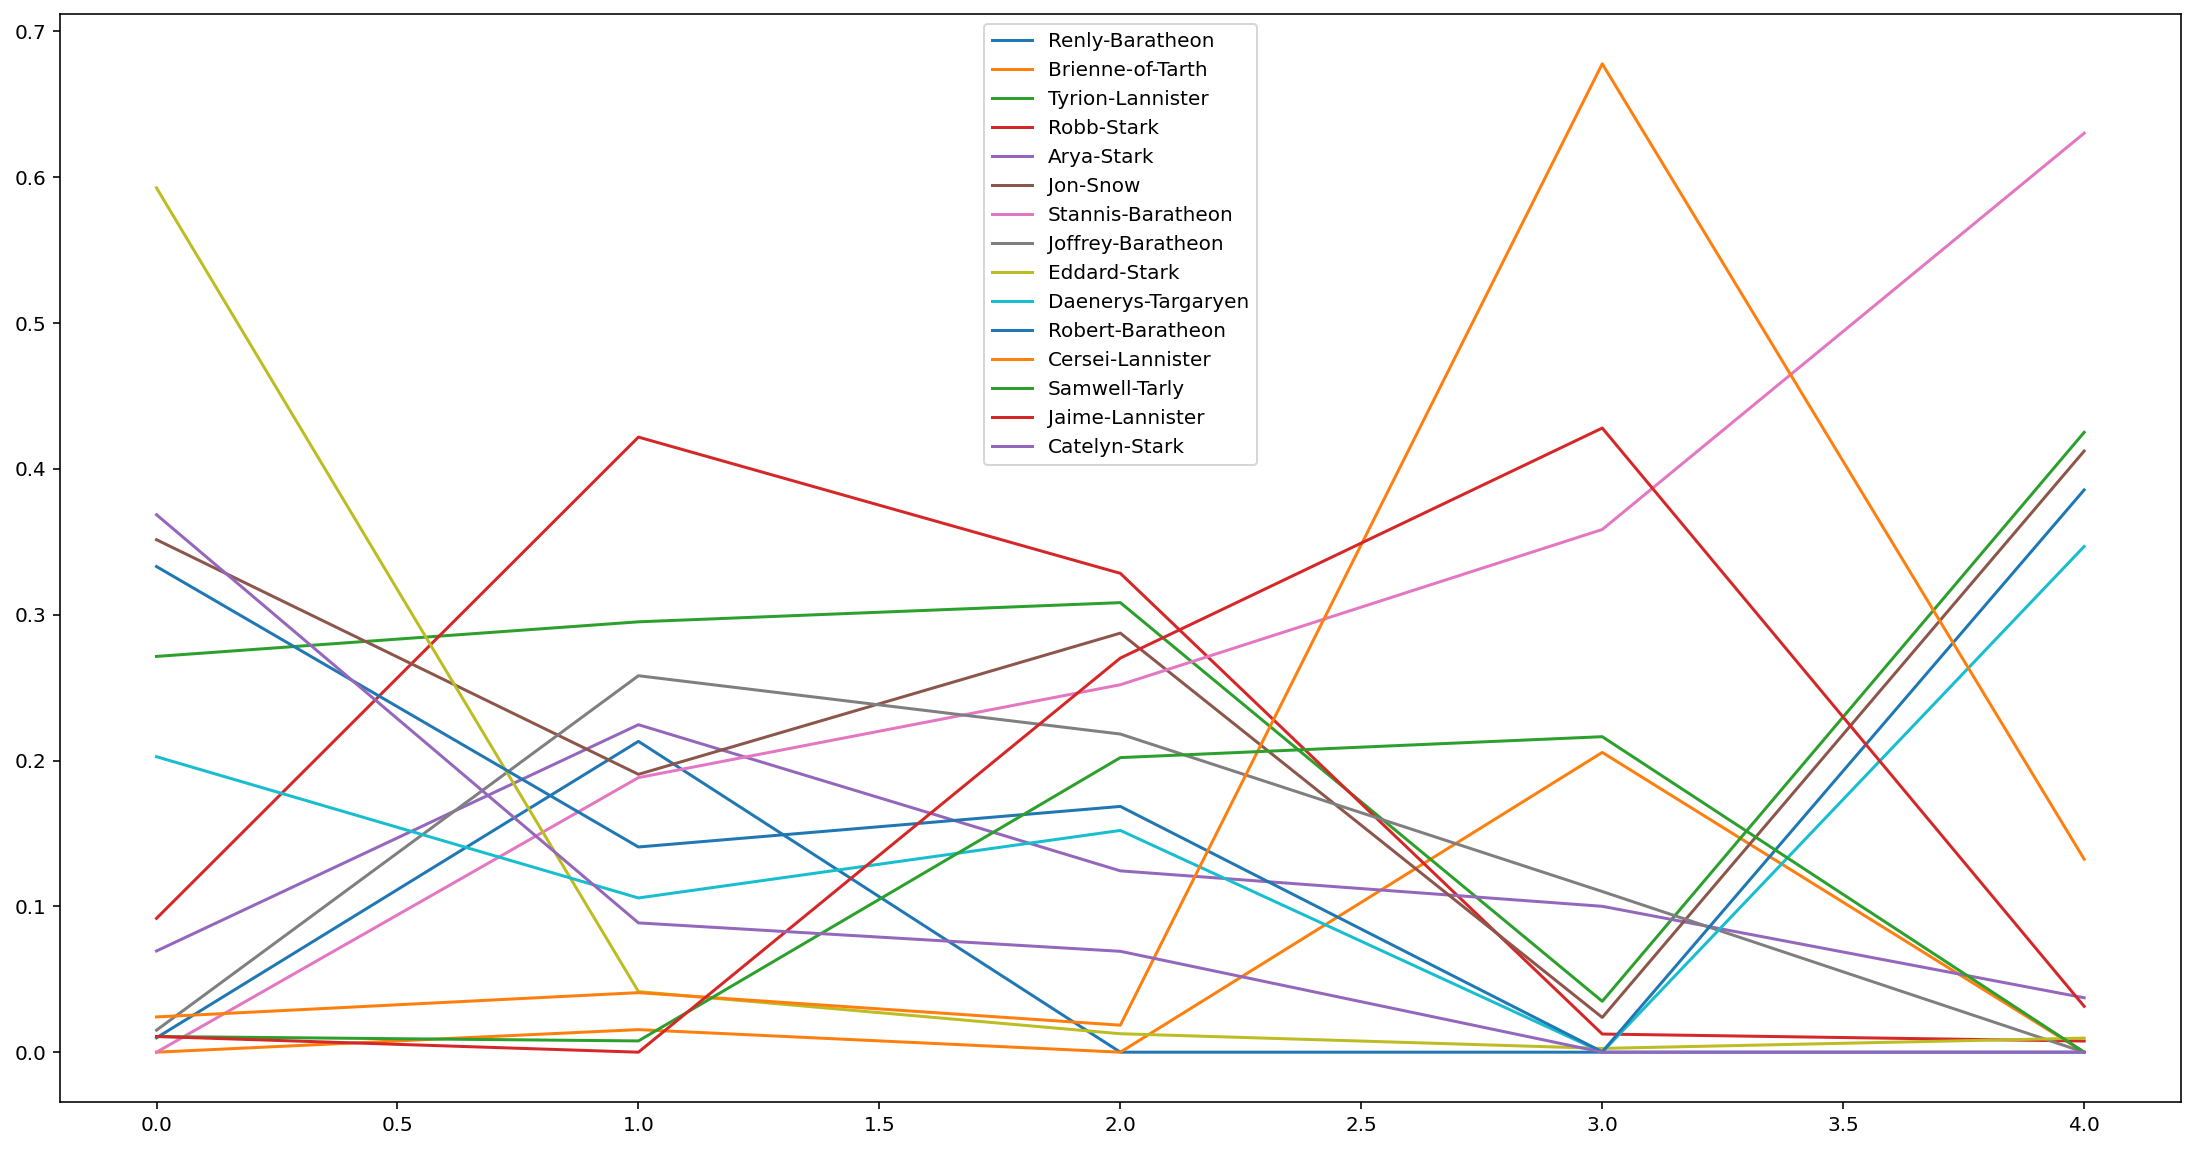 0.7
0.6
0.5
0.4
0.3
0.2
0.1
0.0
Renly-Baratheon
Brienne-of-Tarth
Tyrion-Lannister
Robb-Stark
Arya-Stark
Jon-Snow
Stannis-Baratheon
Joffrey-Baratheon
Eddard-Stark
Daenerys-Targaryen
Robert-Baratheon
Cersei-Lannister
Samwell-Tarly
Jaime-Lannister
Catelyn-Stark
0.0 0.5 1.0 1.5 2.0 2.5 3.0 3.5 4.0